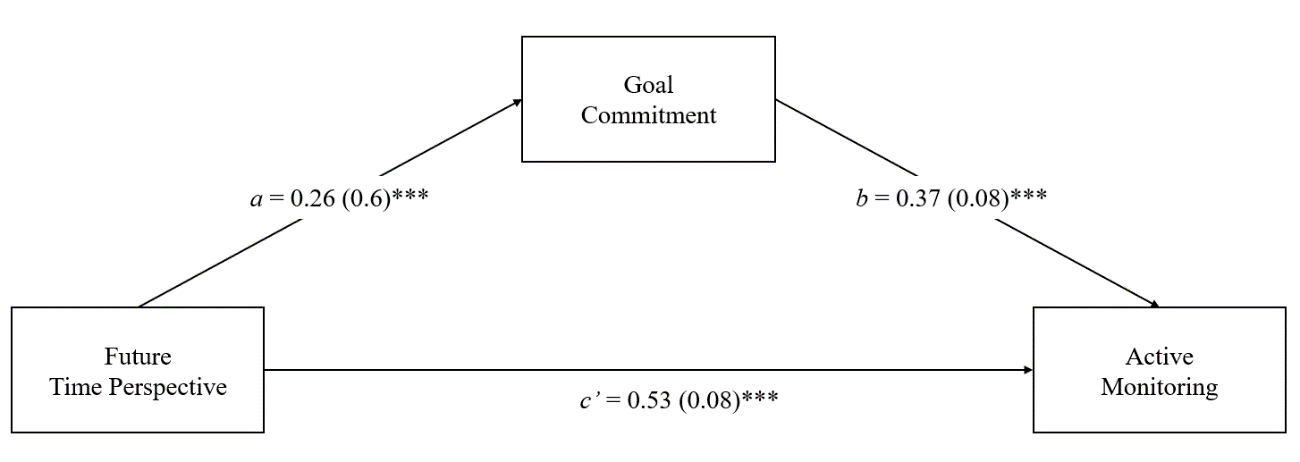 Goal
Commitment
a = 0.26 (0.6)***
b = 0.37 (0.08)***
Future
Time Perspective
Active
Monitoring
c’ = 0.53 (0.08)***